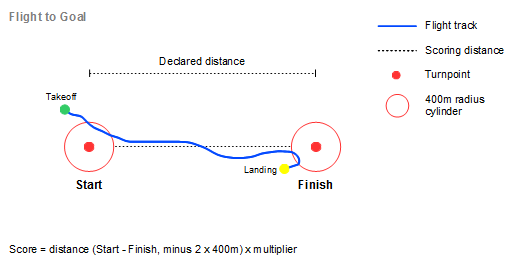 Flight to Goal
Flight track
Scoring distance
Declared distance
Turnpoint
Takeoff
400m radius
cylinder
Landing
Start
Finish
Score = distance (Start - Finish, minus 2 x 400m) x multiplier